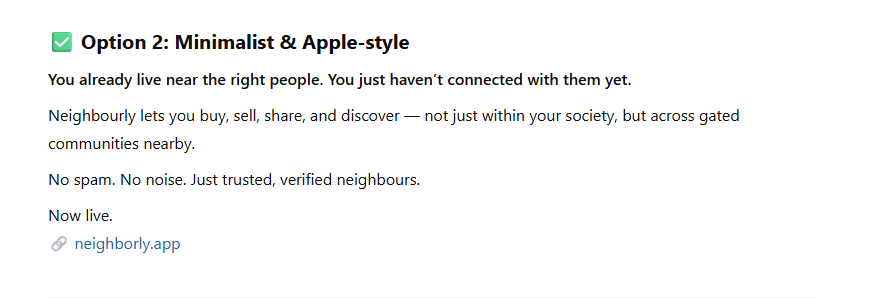 ✅ Option 2: Minimalist & Apple-style
You already live near the right people. You just haven’t connected with them yet.
Neighbourly lets you buy, sell, share, and discover — not just within your society, but across gated
communities nearby.
No spam. No noise. Just trusted, verified neighbours.
Now live.
🔗 neighborly.app